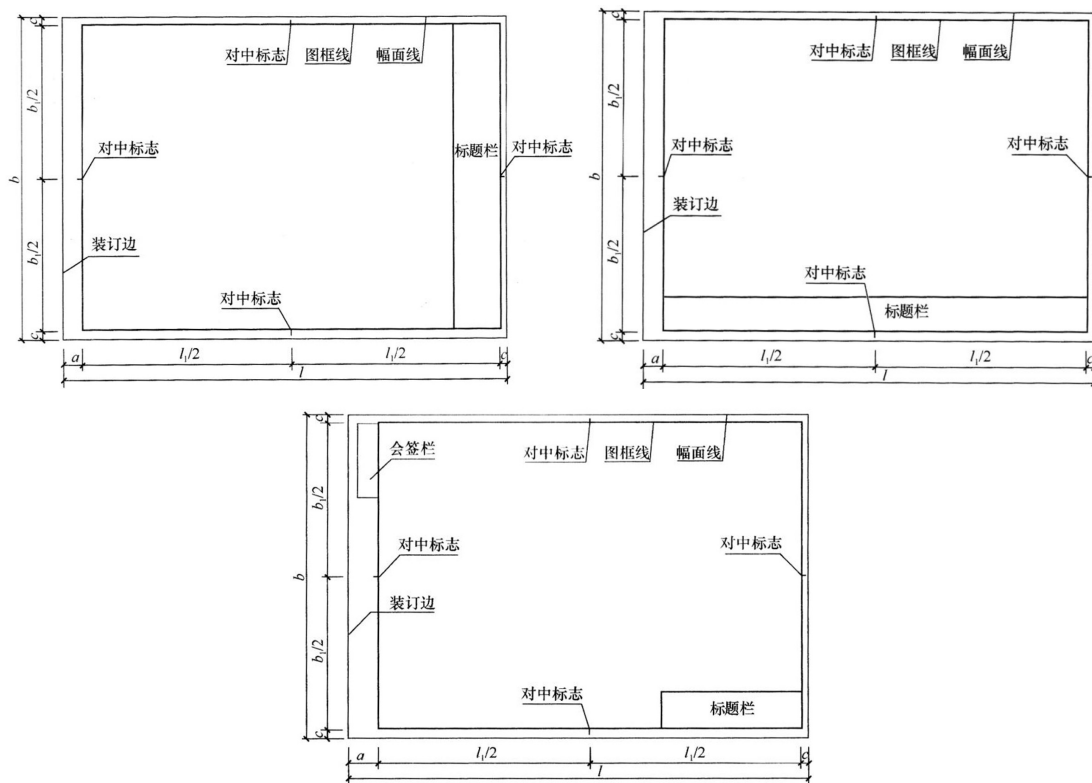 c
对中标志 图框线 幅面线
b₁/2
对中标志
标题栏
对中标志
b
装订边
b₁/2
对中标志
c
a l₁/2 l₁/2 c
l
c
对中标志 图框线 幅面线
b₁/2
对中标志
对中标志
b
装订边
b₁/2
对中标志
标题栏
c
a l₁/2 l₁/2 c
l
c
会签栏
对中标志 图框线 幅面线
b₁/2
对中标志
对中标志
b
装订边
b₁/2
对中标志
标题栏
c
a l₁/2 l₁/2 c
l